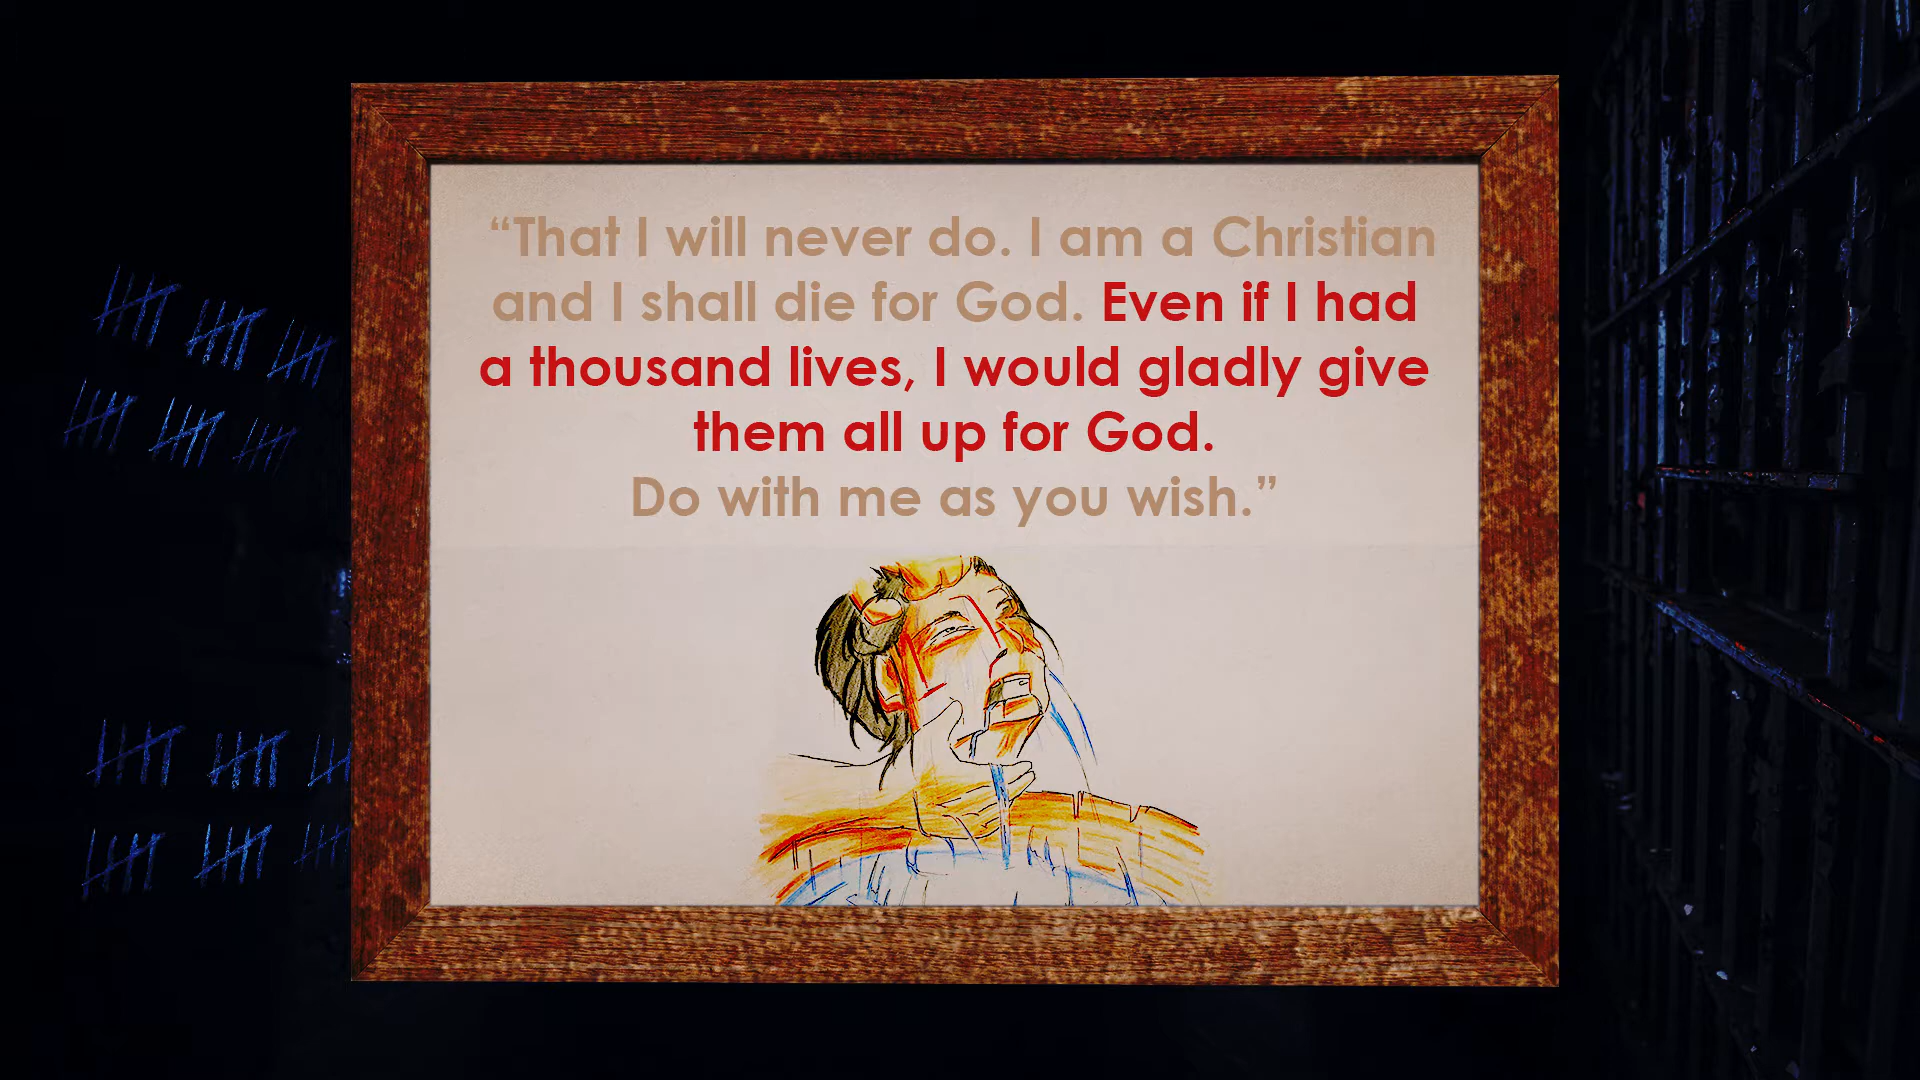 “That I will never do. I am a Christian
and I shall die for God. Even if I had
a thousand lives, I would gladly give
them all up for God.
Do with me as you wish.”